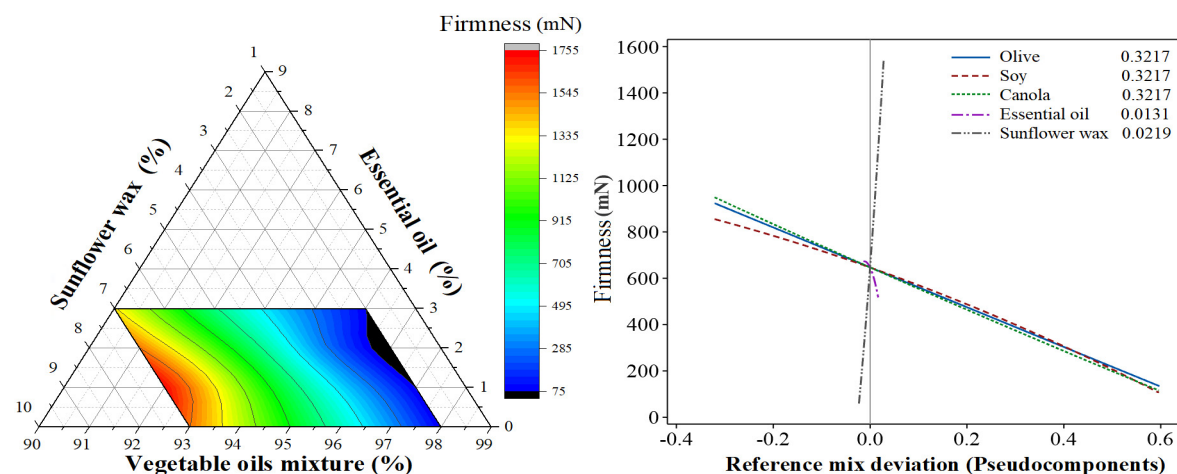 Firmness (mN)
1755
1545
1335
1125
915
705
495
285
75
1
2
3
4
5
6
7
8
9
10
Sunflower wax (%)
9
8
7
6
5
4
3
2
1
0
Essential oil (%)
90 91 92 93 94 95 96 97 98 99
Vegetable oils mixture (%)
1600
1400
1200
1000
800
600
400
200
0
Firmness (mN)
Olive 0.3217
Soy 0.3217
Canola 0.3217
Essential oil 0.0131
Sunflower wax 0.0219
-0.4 -0.2 0.0 0.2 0.4 0.6
Reference mix deviation (Pseudocomponents)